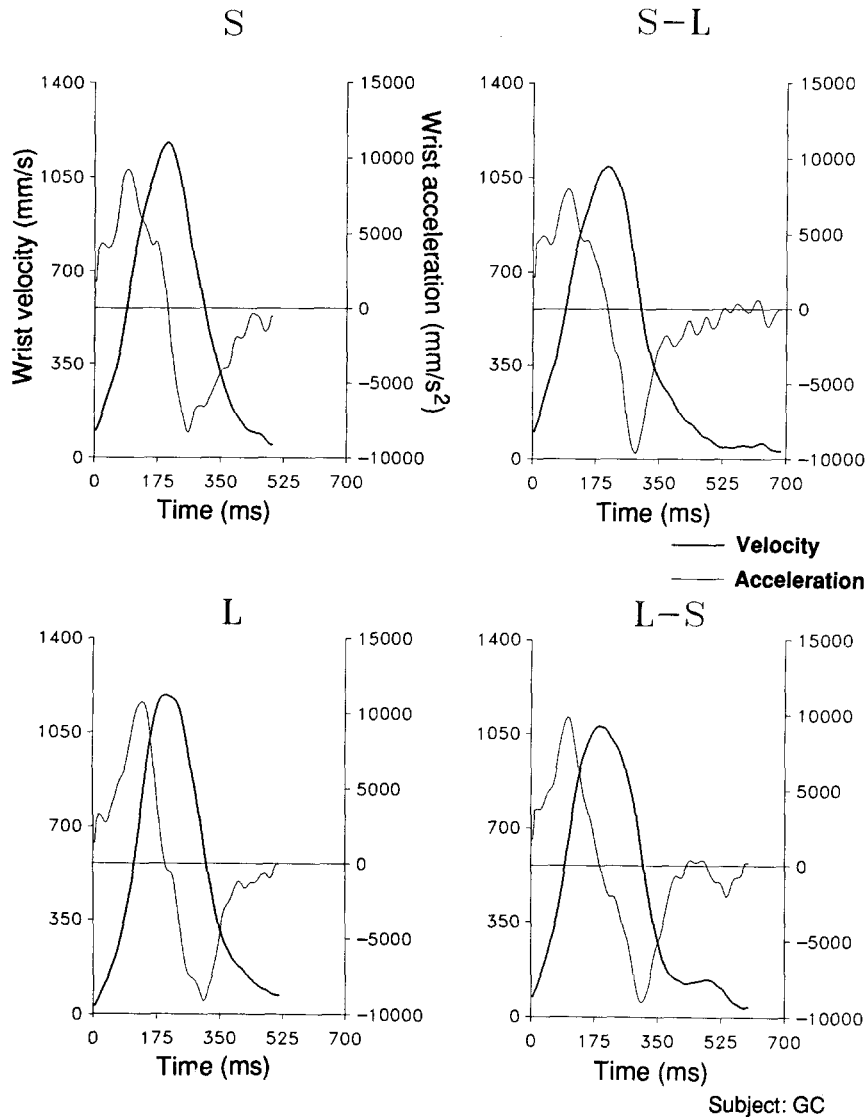 S
1400
1050
700
350
0
15000
10000
5000
0
−5000
−10000
0 175 350 525 700
Wrist velocity (mm/s)
Wrist acceleration (mm/s²)
Time (ms)
S−L
1400
1050
700
350
0
15000
10000
5000
0
−5000
−10000
0 175 350 525 700
Time (ms)
Velocity
Acceleration
L
1400
1050
700
350
0
15000
10000
5000
0
−5000
−10000
0 175 350 525 700
Time (ms)
L−S
1400
1050
700
350
0
15000
10000
5000
0
−5000
−10000
0 175 350 525 700
Time (ms)
Subject: GC